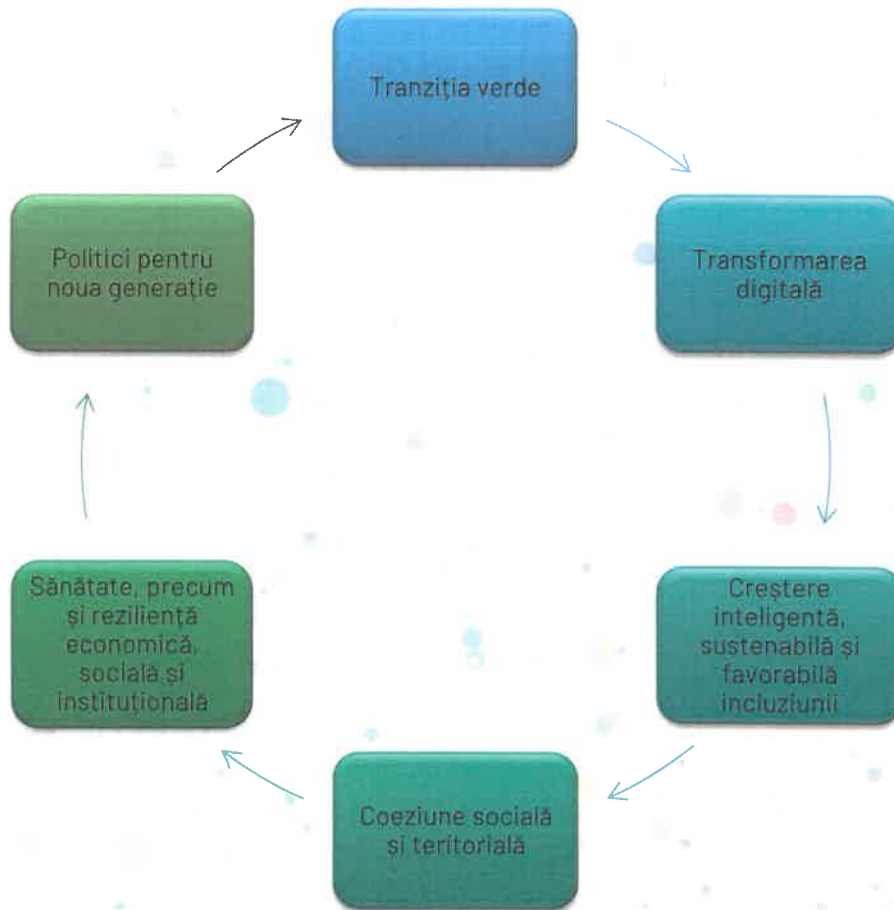 Tranziția verde
Transformarea
digitală
Creștere
inteligentă,
sustenabilă și
favorabilă
incluziunii
Coeziune socială
și teritorială
Sănătate, precum
și reziliență
economică,
socială și
instituțională
Politici pentru
noua generație